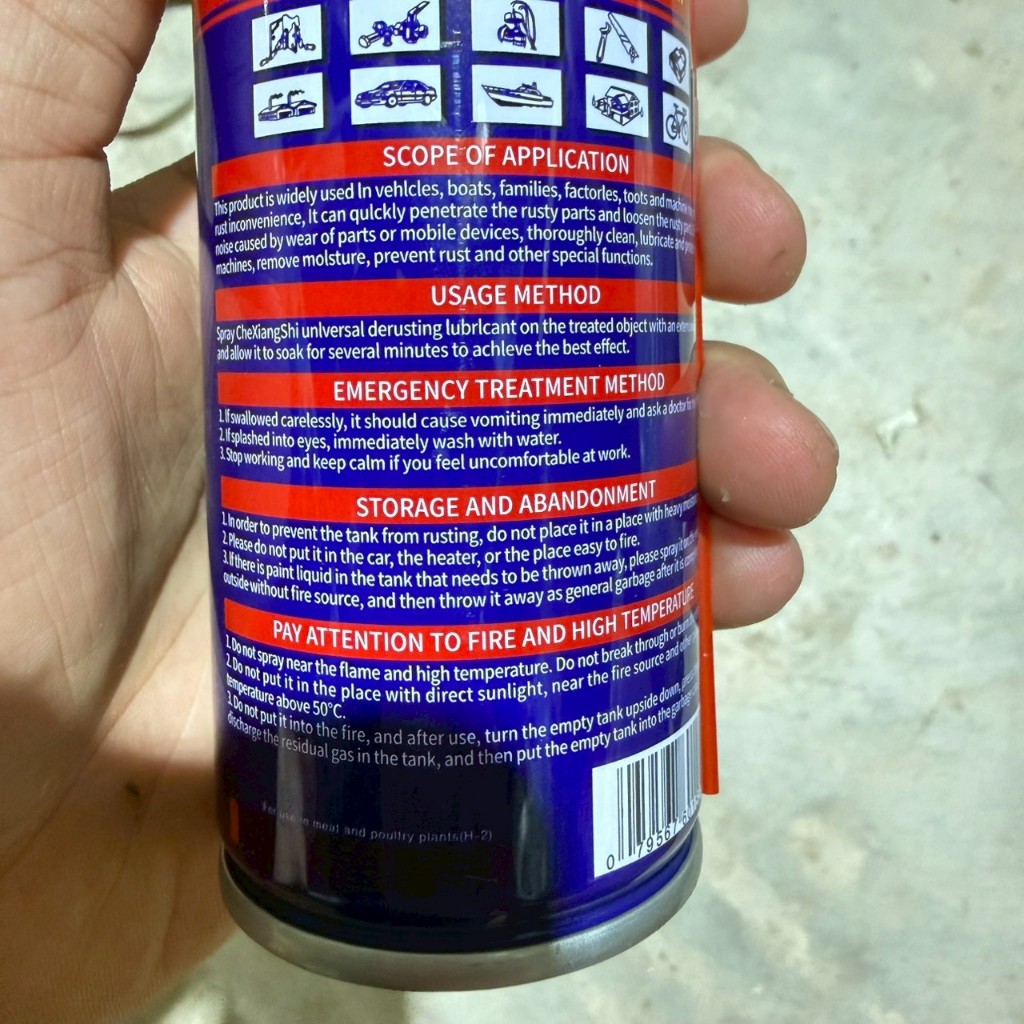 SCOPE OF APPLICATION
This product is widely used ln vehlcles, boats, families, factorles, toots and machine
rust inconvenience, lt can qulckly penetrate the rusty parts and loosen the rusty
noise caused by wear of parts or mobile devices, thoroughly clean, lubricate and
machines, remove molsture, prevent rust and other special functions.
USAGE METHOD
Spray CheXiangShi unlversal derusting lubrlcant on the treated object with an
and allow it to soak for several minutes to achleve the best effect.
EMERGENCY TREATMENT METHOD
1. If swallowed carelessly, it should cause vomiting immediately and ask a doctor for
2. If splashed into eyes, immediately wash with water.
3. Stop working and keep calm if you feel uncomfortable at work.
STORAGE AND ABANDONMENT
1. In order to prevent the tank from rusting, do not place it in a place with heavy
2. Please do not put it in the car, the heater, or the place easy to fire.
3. If there is paint liquid in the tank that needs to be thrown away, please spray it
outside without fire source, and then throw it away as general garbage after it is
PAY ATTENTION TO FIRE AND HIGH TEMPERATURE
1. Do not spray near the flame and high temperature. Do not break through or
2. Do not put it in the place with direct sunlight, near the fire source and
temperature above 50°C.
3. Do not put it into the fire, and after use, turn the empty tank upside down,
discharge the residual gas in the tank, and then put the empty tank into the
For use in meat and poultry plants(H-2)
0 79567